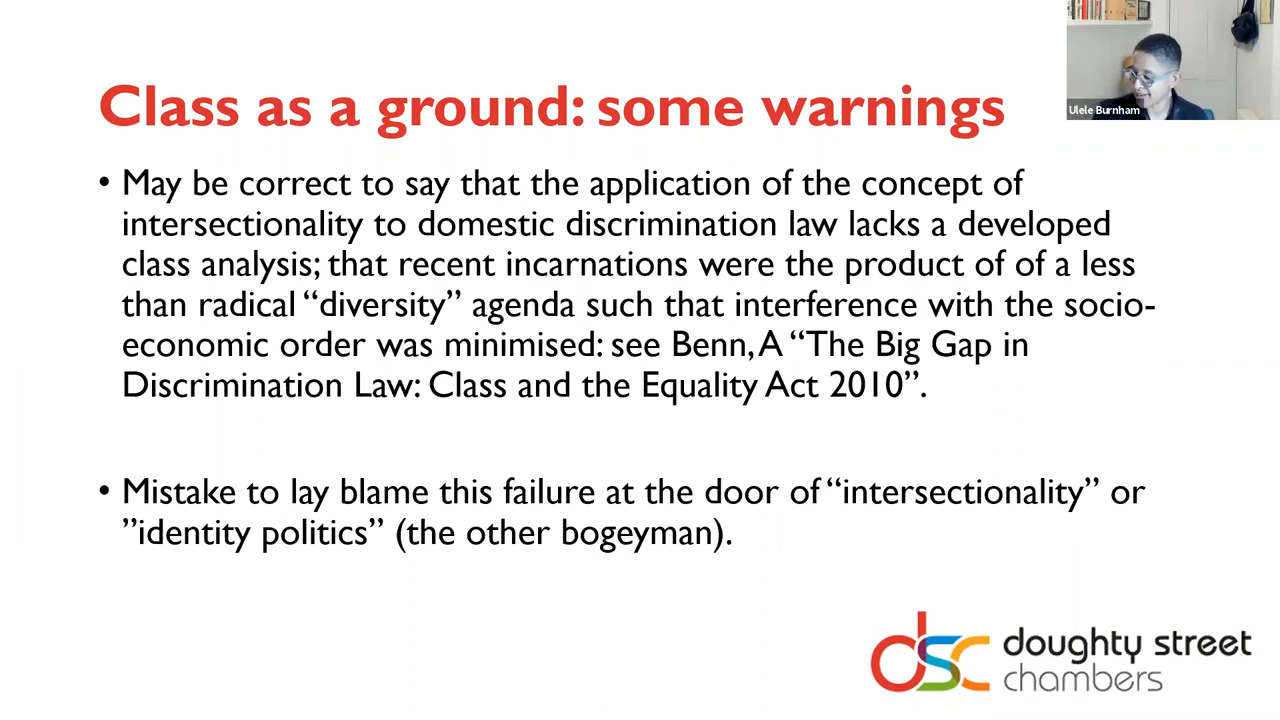 Class as a ground: some warnings
Ulele Burnham
• May be correct to say that the application of the concept of
intersectionality to domestic discrimination law lacks a developed
class analysis; that recent incarnations were the product of of a less
than radical “diversity” agenda such that interference with the socio-
economic order was minimised: see Benn, A “The Big Gap in
Discrimination Law: Class and the Equality Act 2010”.
• Mistake to lay blame this failure at the door of “intersectionality” or
”identity politics” (the other bogeyman).
dsc doughty street
chambers